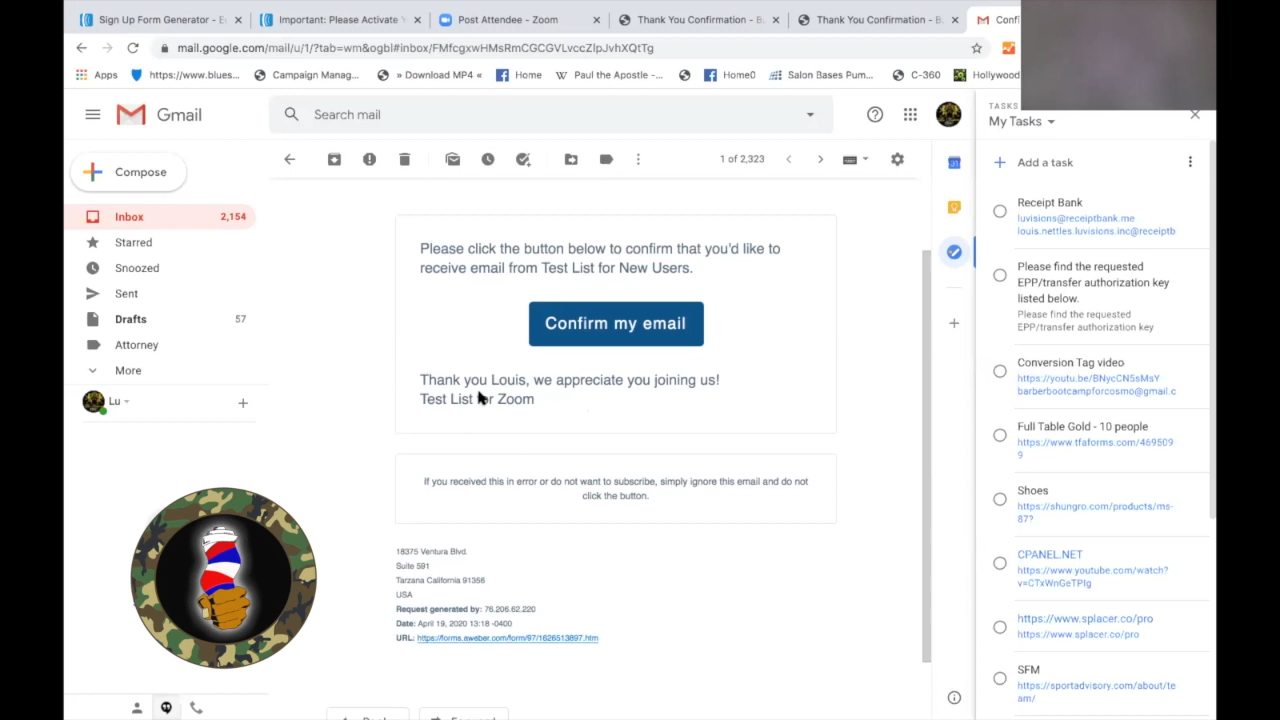 Sign Up Form Generator - E
Important: Please Activate
Post Attendee - Zoom
Thank You Confirmation - B
Thank You Confirmation - B
Confi
mail.google.com/mail/u/1/?tab=wm&ogbl#inbox/FMfcgxwHMsRmCGCGVLvccZlpJvhXQtTg
Apps
https://www.blues...
Campaign Manag...
» Download MP4 «
Home
Paul the Apostle -...
Home0
Salon Bases Pum...
C-360
Hollywood
Gmail
Search mail
TASKS
My Tasks
Compose
1 of 2,323
Add a task
Inbox 2,154
Starred
Snoozed
Sent
Drafts 57
Attorney
More
Lu
Please click the button below to confirm that you'd like to
receive email from Test List for New Users.
Confirm my email
Thank you Louis, we appreciate you joining us!
Test List for Zoom
If you received this in error or do not want to subscribe, simply ignore this email and do not
click the button.
18375 Ventura Blvd.
Suite 591
Tarzana California 91356
USA
Request generated by: 76.206.62.220
Date: April 19, 2020 13:18 -0400
URL: https://forms.aweber.com/form/97/1626513897.htm
Receipt Bank
luvisions@receiptbank.me
louis.nettles.luvisions.inc@receiptb
Please find the requested
EPP/transfer authorization key
listed below.
Please find the requested
EPP/transfer authorization key
Conversion Tag video
https://youtu.be/BNycCN5sMsY
barberbootcampforcosmo@gmail.c
Full Table Gold - 10 people
https://www.tfaforms.com/469509
9
Shoes
https://shungro.com/products/ms-
87?
CPANEL.NET
https://www.youtube.com/watch?
v=CTxWnGeTPIg
https://www.splacer.co/pro
https://www.splacer.co/pro
SFM
https://sportadvisory.com/about/te
am/